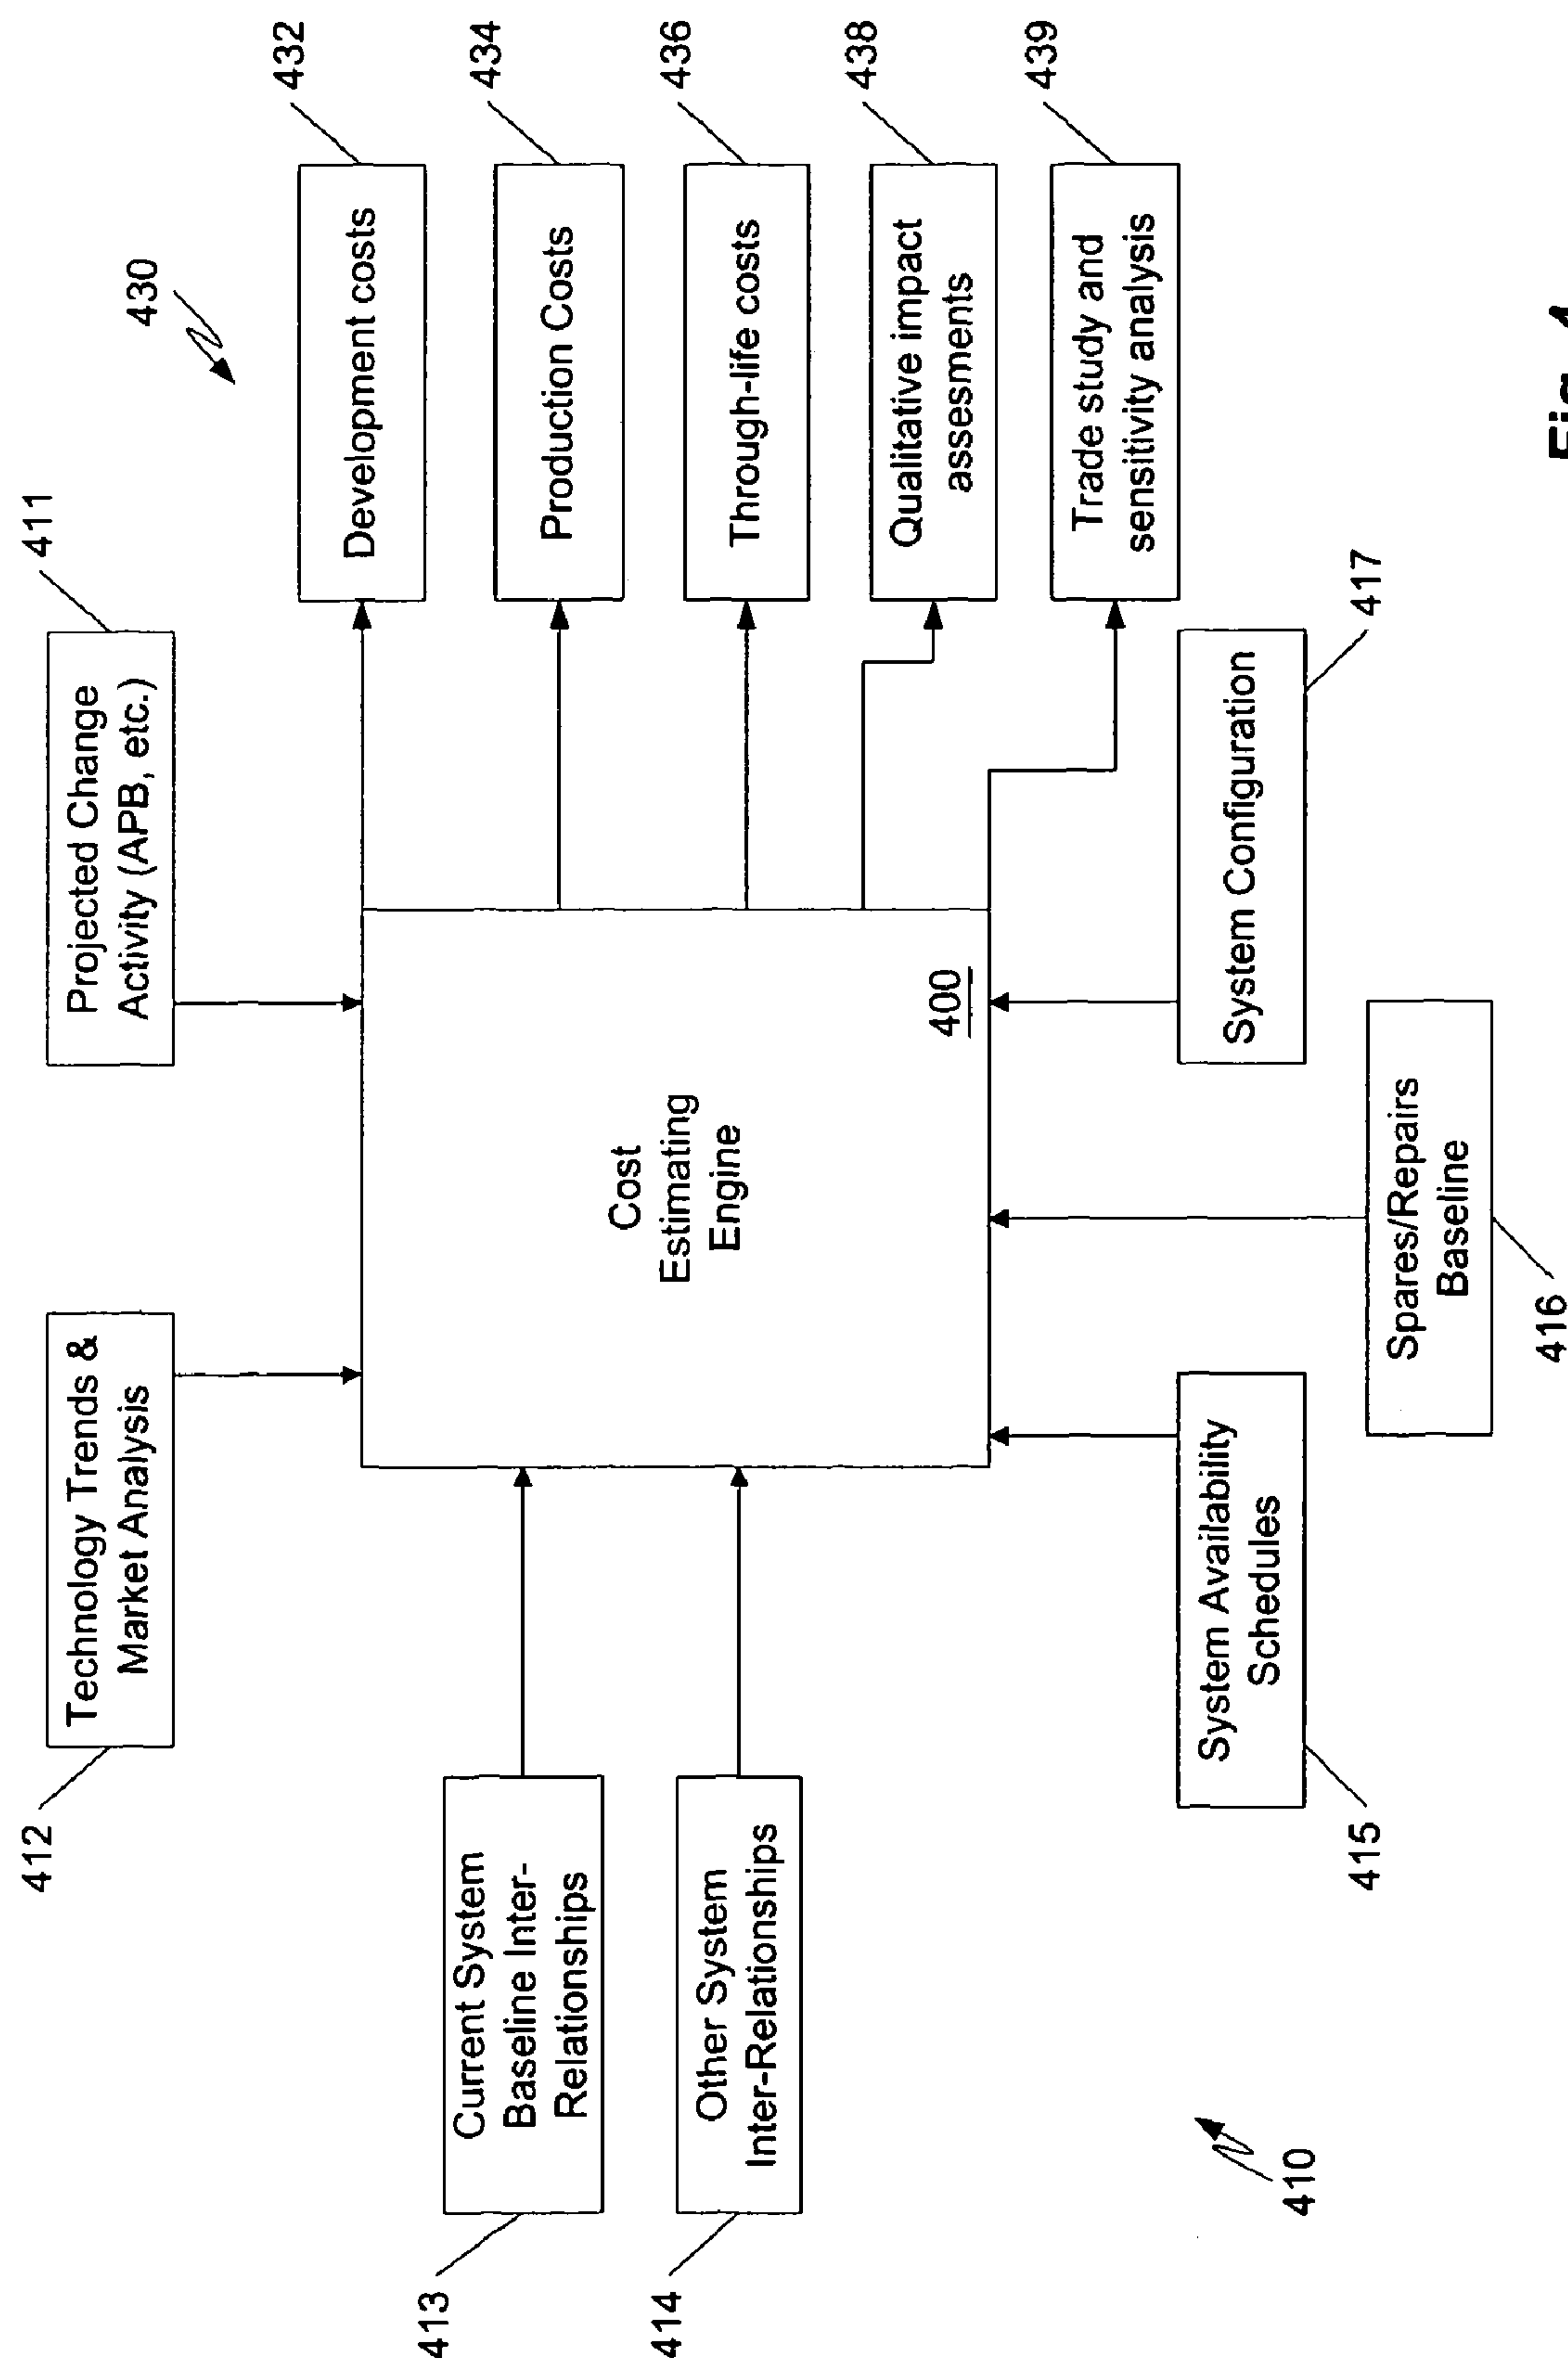 412
Technology Trends &
Market Analysis
411
Projected Change
Activity (APB, etc.)
430
413
Current System
Baseline Inter-
Relationships
414
Other System
Inter-Relationships
Cost
Estimating
Engine
400
432
Development costs
434
Production Costs
436
Through-life costs
438
Qualitative impact
assesments
439
Trade study and
sensitivity analysis
410
415
System Availability
Schedules
416
Spares/Repairs
Baseline
417
System Configuration